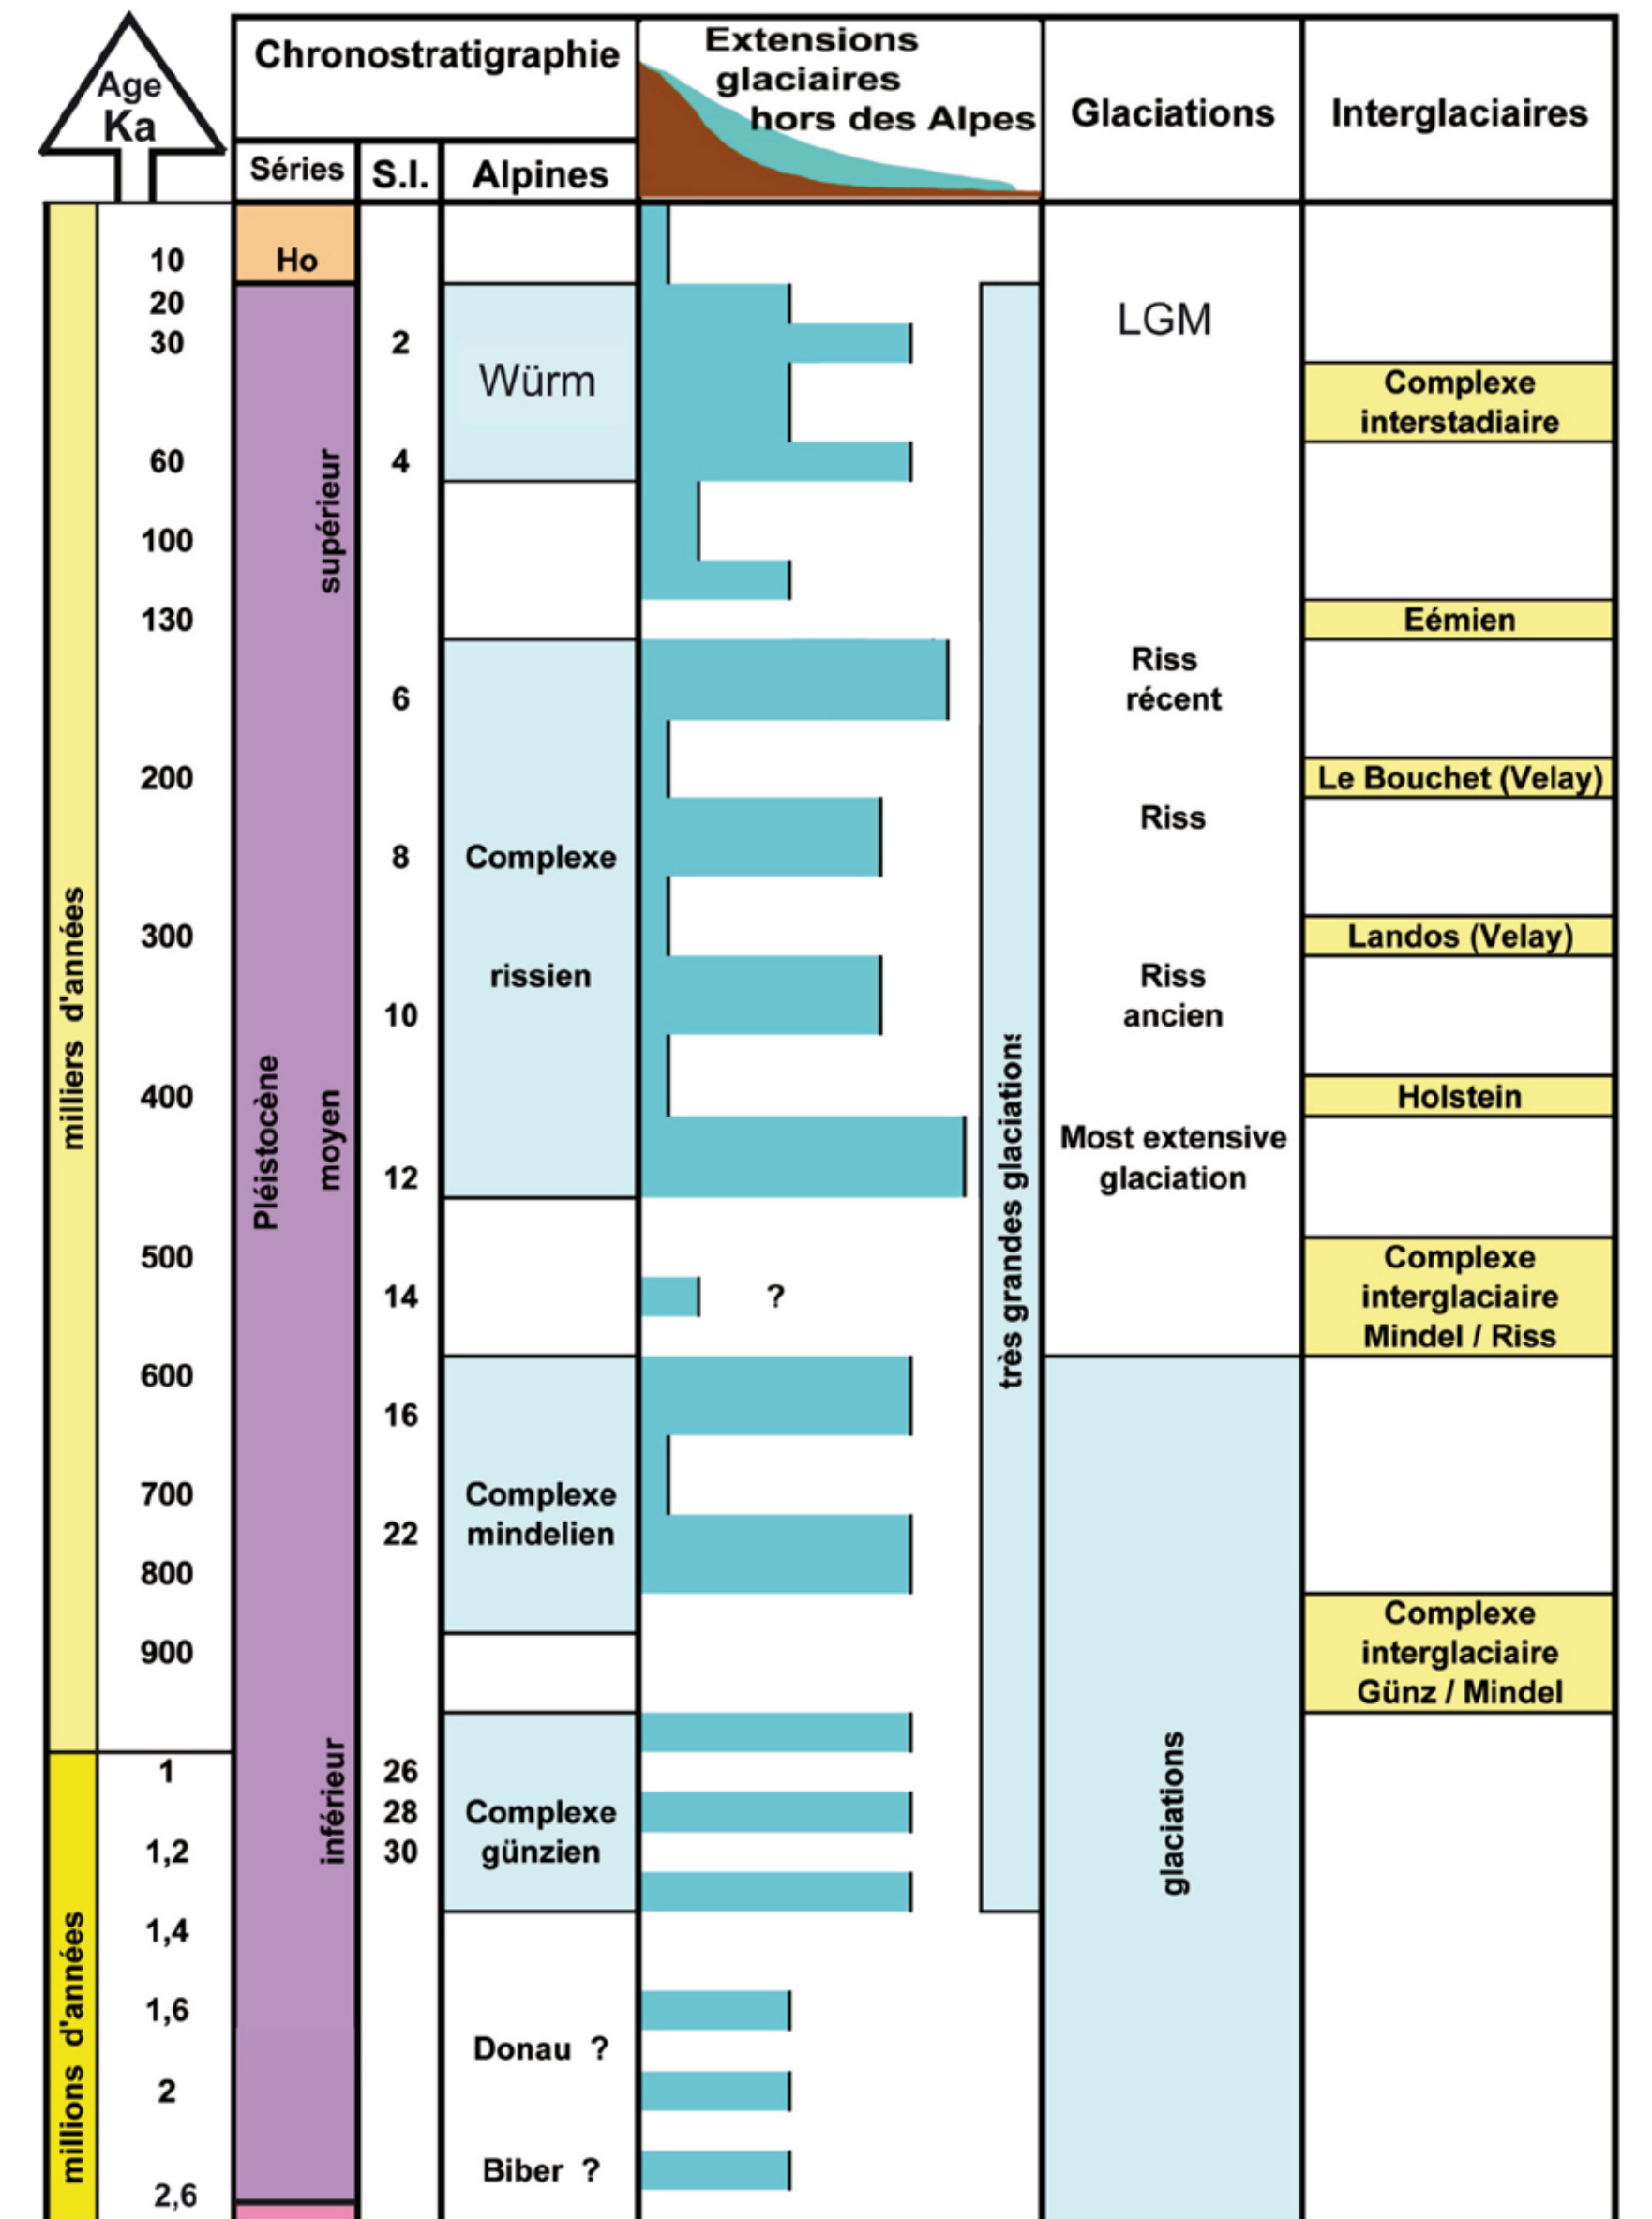 Age
Ka
Chronostratigraphie
Extensions
glaciaires
hors des Alpes
Glaciations
Interglaciaires
Séries
S.I.
Alpines
milliers d'années
millions d'années
10
20
30
60
100
130
200
300
400
500
600
700
800
900
1
1,2
1,4
1,6
2
2,6
Ho
Pléistocène
supérieur
moyen
inférieur
2
4
6
8
10
12
14
16
22
26
28
30
Würm
Complexe
rissien
Complexe
mindelien
Complexe
günzien
Donau ?
Biber ?
?
très grandes glaciations
LGM
Riss
récent
Riss
Riss
ancien
Most extensive
glaciation
glaciations
Complexe
interstadiaire
Eémien
Le Bouchet (Velay)
Landos (Velay)
Holstein
Complexe
interglaciaire
Mindel / Riss
Complexe
interglaciaire
Günz / Mindel